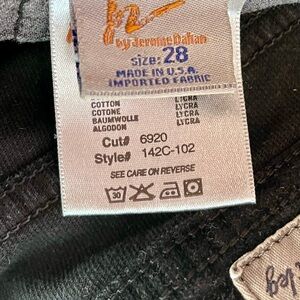 by Jerome Dahan
SIZE: 28
MADE IN U.S.A.
IMPORTED FABRIC
COTTON LYCRA
COTONE LYCRA
BAUMWOLLE LYCRA
ALGODON LYCRA
Cut# 6920
Style# 142C-102
SEE CARE ON REVERSE
30